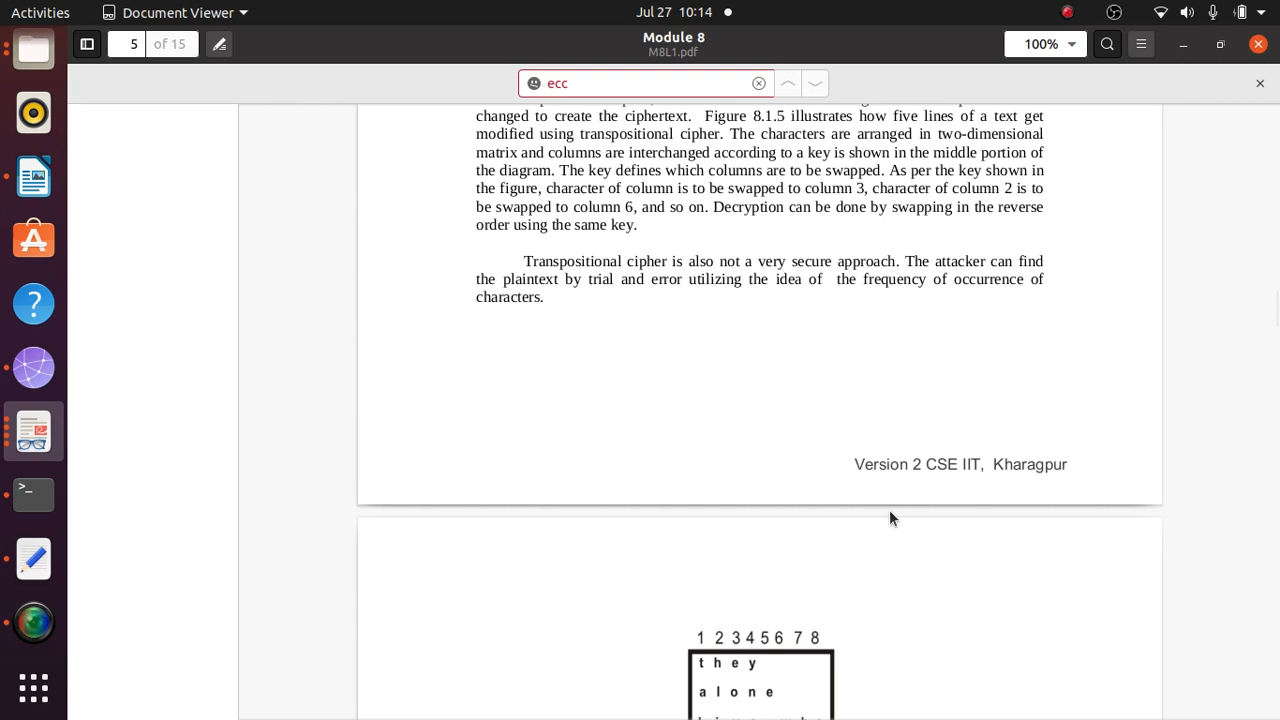 Activities Document Viewer Jul 27 10:14
5 of 15 Module 8 100%
M8L1.pdf
ecc
changed to create the ciphertext. Figure 8.1.5 illustrates how five lines of a text get
modified using transpositional cipher. The characters are arranged in two-dimensional
matrix and columns are interchanged according to a key is shown in the middle portion of
the diagram. The key defines which columns are to be swapped. As per the key shown in
the figure, character of column is to be swapped to column 3, character of column 2 is to
be swapped to column 6, and so on. Decryption can be done by swapping in the reverse
order using the same key.
Transpositional cipher is also not a very secure approach. The attacker can find
the plaintext by trial and error utilizing the idea of the frequency of occurrence of
characters.
Version 2 CSE IIT, Kharagpur
1 2 3 4 5 6 7 8
t h e y
a l o n e